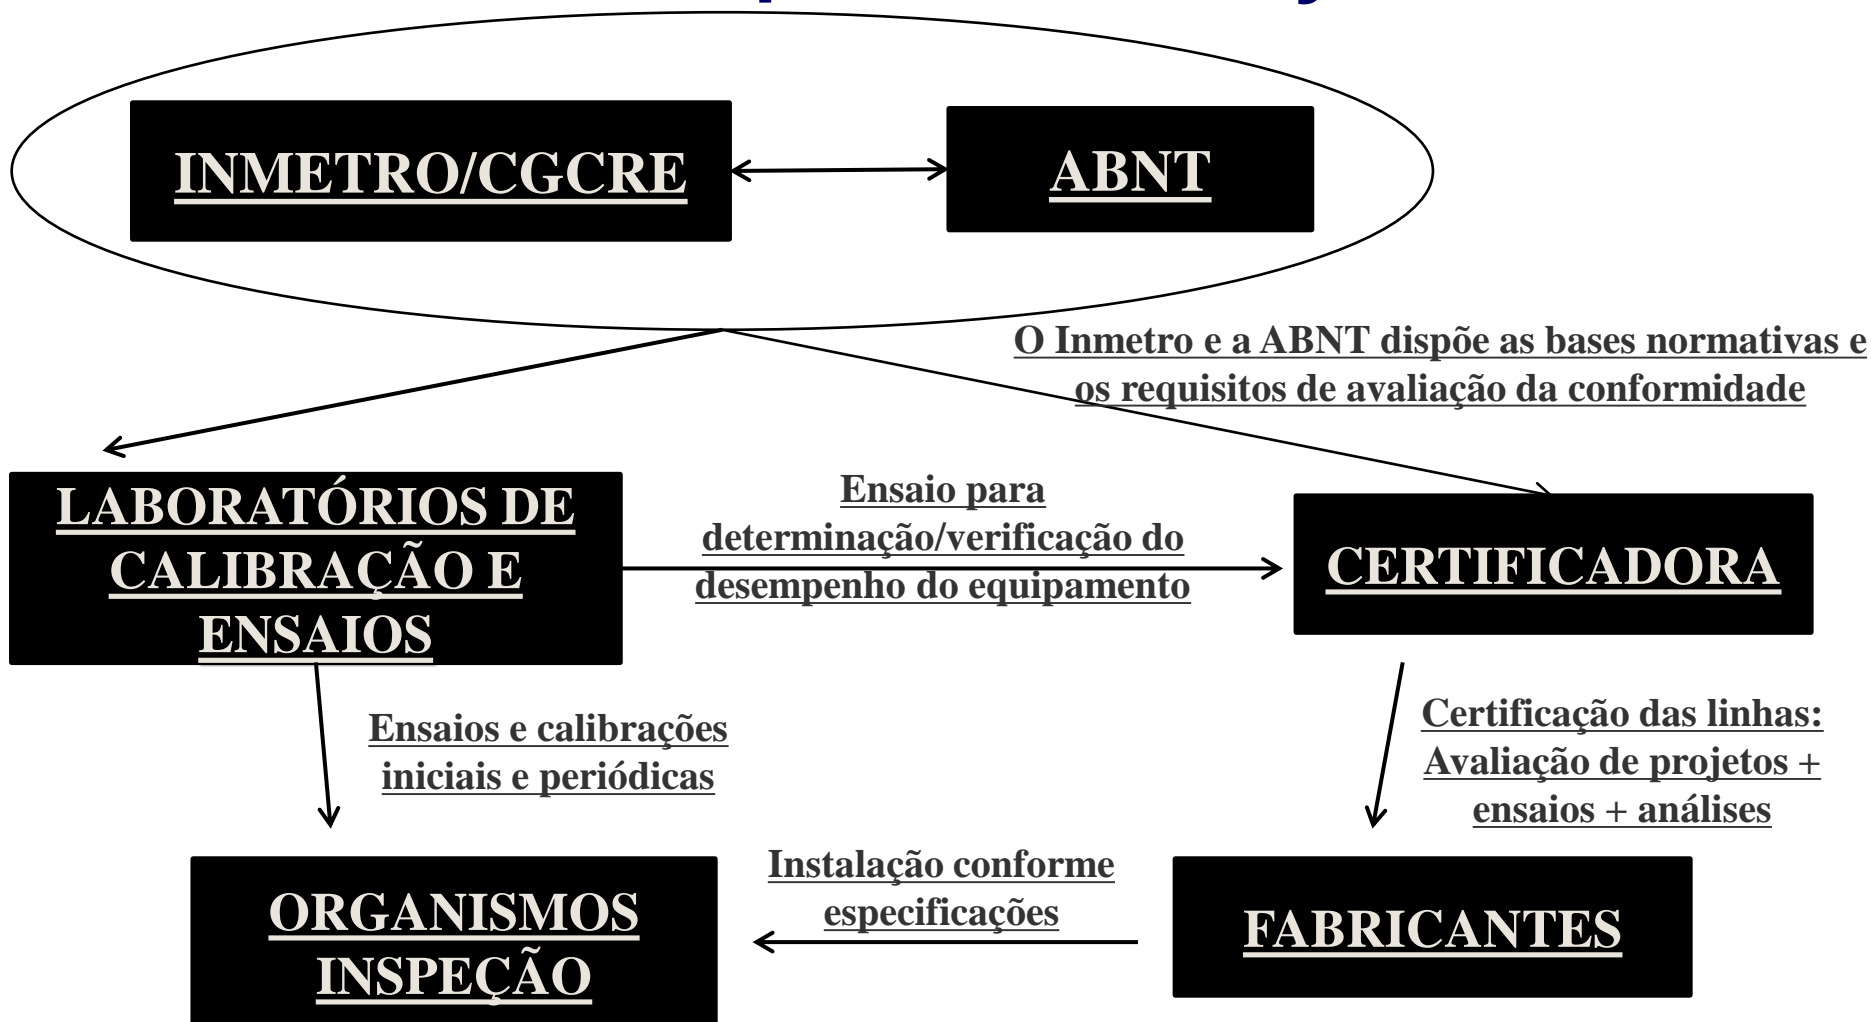 INMETRO/CGCRE
ABNT
O Inmetro e a ABNT dispõe as bases normativas e
os requisitos de avaliação da conformidade
LABORATÓRIOS DE
CALIBRAÇÃO E
ENSAIOS
Ensaio para
determinação/verificação do
desempenho do equipamento
CERTIFICADORA
Ensaios e calibrações
iniciais e periódicas
Certificação das linhas:
Avaliação de projetos +
ensaios + análises
ORGANISMOS
INSPEÇÃO
Instalação conforme
especificações
FABRICANTES